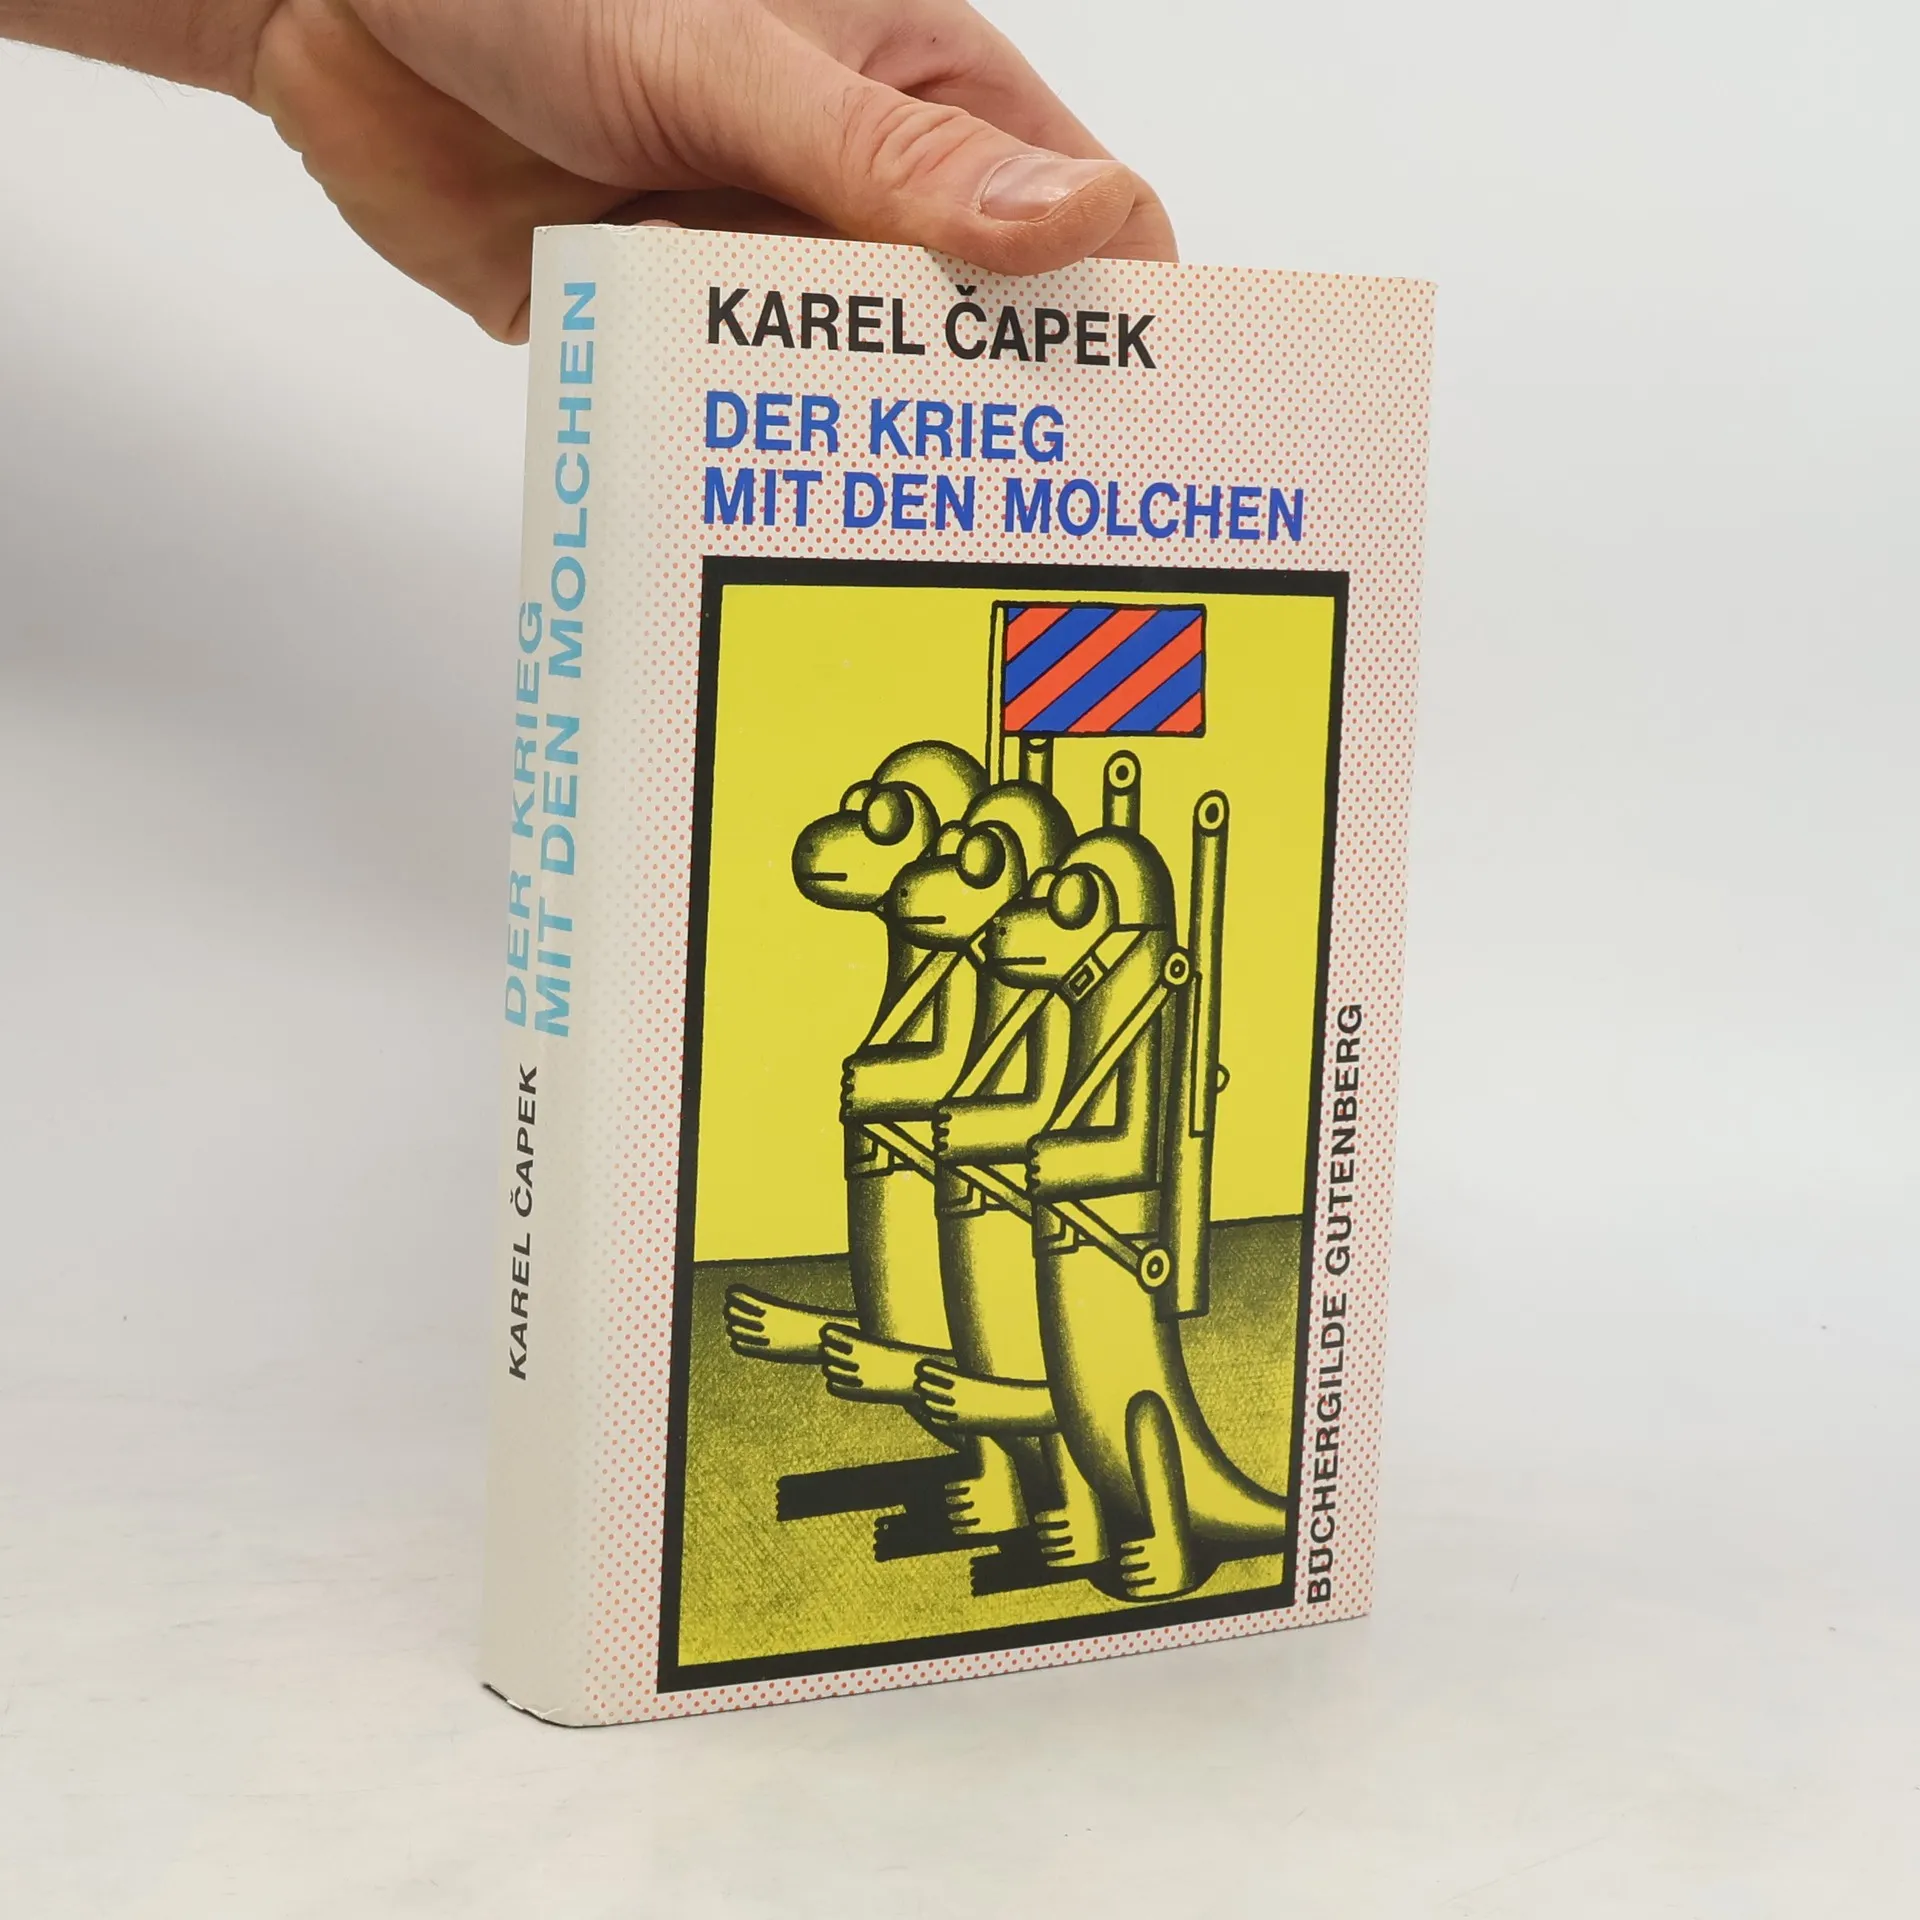 KAREL ČAPEK
DER KRIEG
MIT DEN MOLCHEN
BÜCHERGILDE GUTENBERG
KAREL ČAPEK
DER KRIEG
MIT DEN MOLCHEN